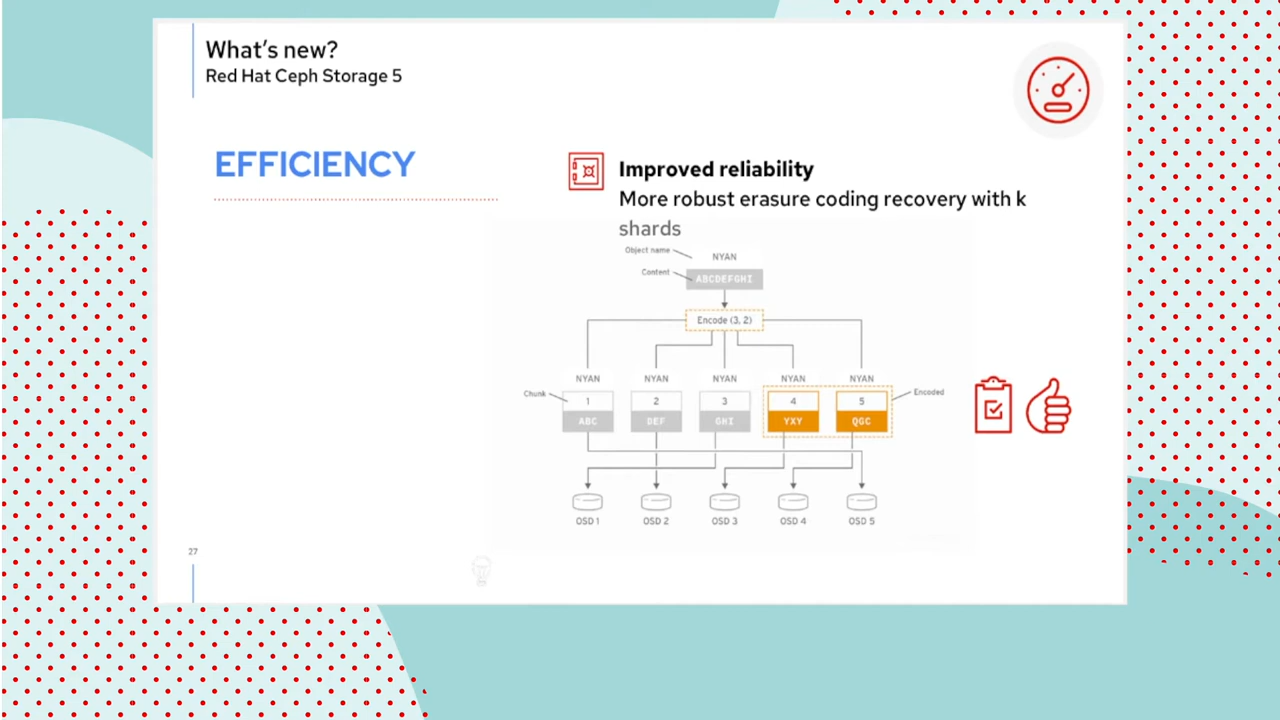 What's new?
Red Hat Ceph Storage 5
EFFICIENCY
Improved reliability
More robust erasure coding recovery with k
shards
Object name
NYAN
Content
ABCDEFGHI
Encode (3, 2)
NYAN NYAN NYAN NYAN NYAN
Chunk
1 2 3 4 5
Encoded
ABC DEF GHI YXY QGC
OSD 1 OSD 2 OSD 3 OSD 4 OSD 5
27